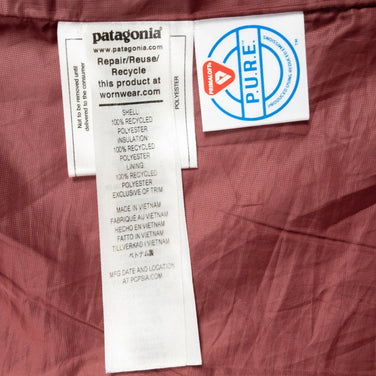 patagonia®
www.patagonia.com
Repair/Reuse/
Recycle
this product at
wornwear.com
Not to be removed until
delivered to the consumer
POLYESTER
SHELL:
100% RECYCLED
POLYESTER
INSULATION:
100% RECYCLED
POLYESTER
LINING:
100% RECYCLED
POLYESTER
EXCLUSIVE OF TRIM
MADE IN VIETNAM
FABRIQUÉ AU VIETNAM
HECHO EN VIETNAM
FATTO IN VIETNAM
TILLVERKAD I VIETNAM
ベトナム製
MFG DATE AND LOCATION
AT PCPSIA.COM
PRIMALOFT®
P.U.R.E.™